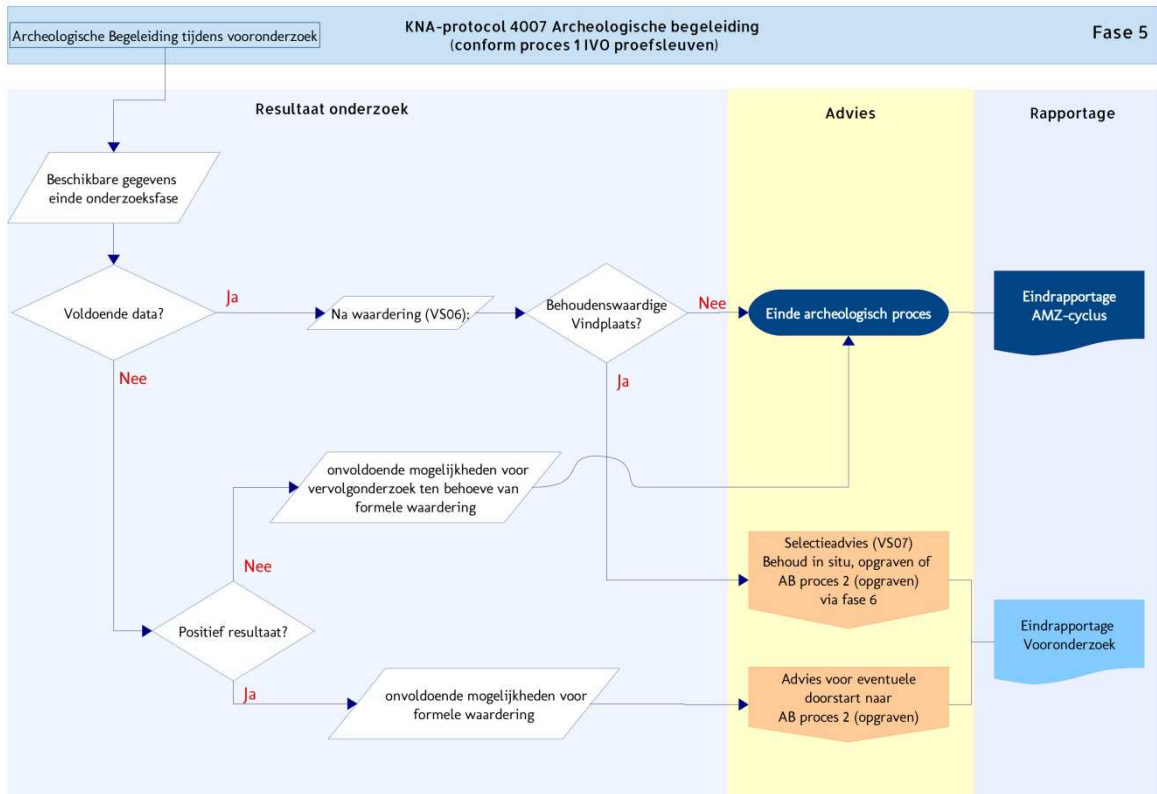 Archeologische Begeleiding tijdens vooronderzoek
KNA-protocol 4007 Archeologische begeleiding
(conform proces 1 IVO proefsleuven)
Fase 5
Resultaat onderzoek
Advies
Rapportage
Beschikbare gegevens
einde onderzoeksfase
Voldoende data?
Ja
Na waardering (VS06);
Behoudenswaardige
Vindplaats?
Nee
Einde archeologisch proces
Eindrapportage
AMZ-cyclus
Nee
Ja
onvoldoende mogelijkheden voor
vervolgonderzoek ten behoeve van
formele waardering
Nee
Selectieadvies (VS07)
Behoud in situ, opgraven of
AB proces 2 (opgraven)
via fase 6
Positief resultaat?
Eindrapportage
Vooronderzoek
Ja
onvoldoende mogelijkheden voor
formele waardering
Advies voor eventuele
doorstart naar
AB proces 2 (opgraven)